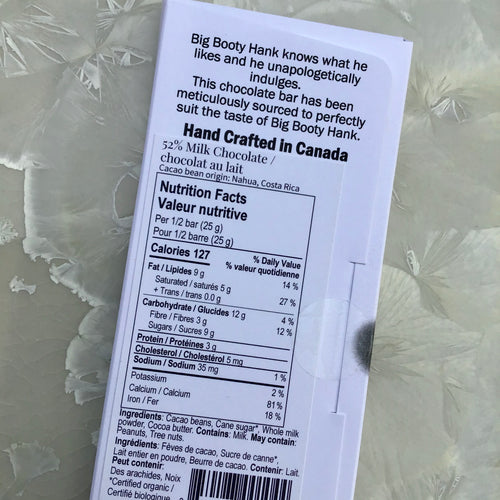 Big Booty Hank knows what he
likes and he unapologetically
indulges.
This chocolate bar has been
meticulously sourced to perfectly
suit the taste of Big Booty Hank.
Hand Crafted in Canada
52% Milk Chocolate /
chocolat au lait
Cacao bean origin: Nahua, Costa Rica
Nutrition Facts
Valeur nutritive
Per 1/2 bar (25 g)
Pour 1/2 barre (25 g)
Calories 127 % Daily Value
% valeur quotidienne
Fat / Lipides 9 g 14 %
Saturated / saturés 5 g
+ Trans / trans 0.0 g 27 %
Carbohydrate / Glucides 12 g
Fibre / Fibres 3 g 4 %
Sugars / Sucres 9 g 12 %
Protein / Protéines 3 g
Cholesterol / Cholestérol 5 mg
Sodium / Sodium 35 mg 1 %
Potassium 2 %
Calcium / Calcium 81 %
Iron / Fer 18 %
Ingredients: Cacao beans, Cane sugar*, Whole milk
powder, Cocoa butter. Contains: Milk. May contain:
Peanuts, Tree nuts.
Ingrédients: Fèves de cacao, Sucre de canne*,
Lait entier en poudre, Beurre de cacao. Contenir: Lait.
Peut contenir:
Des arachides, Noix
*Certified organic /
Certifié biologique